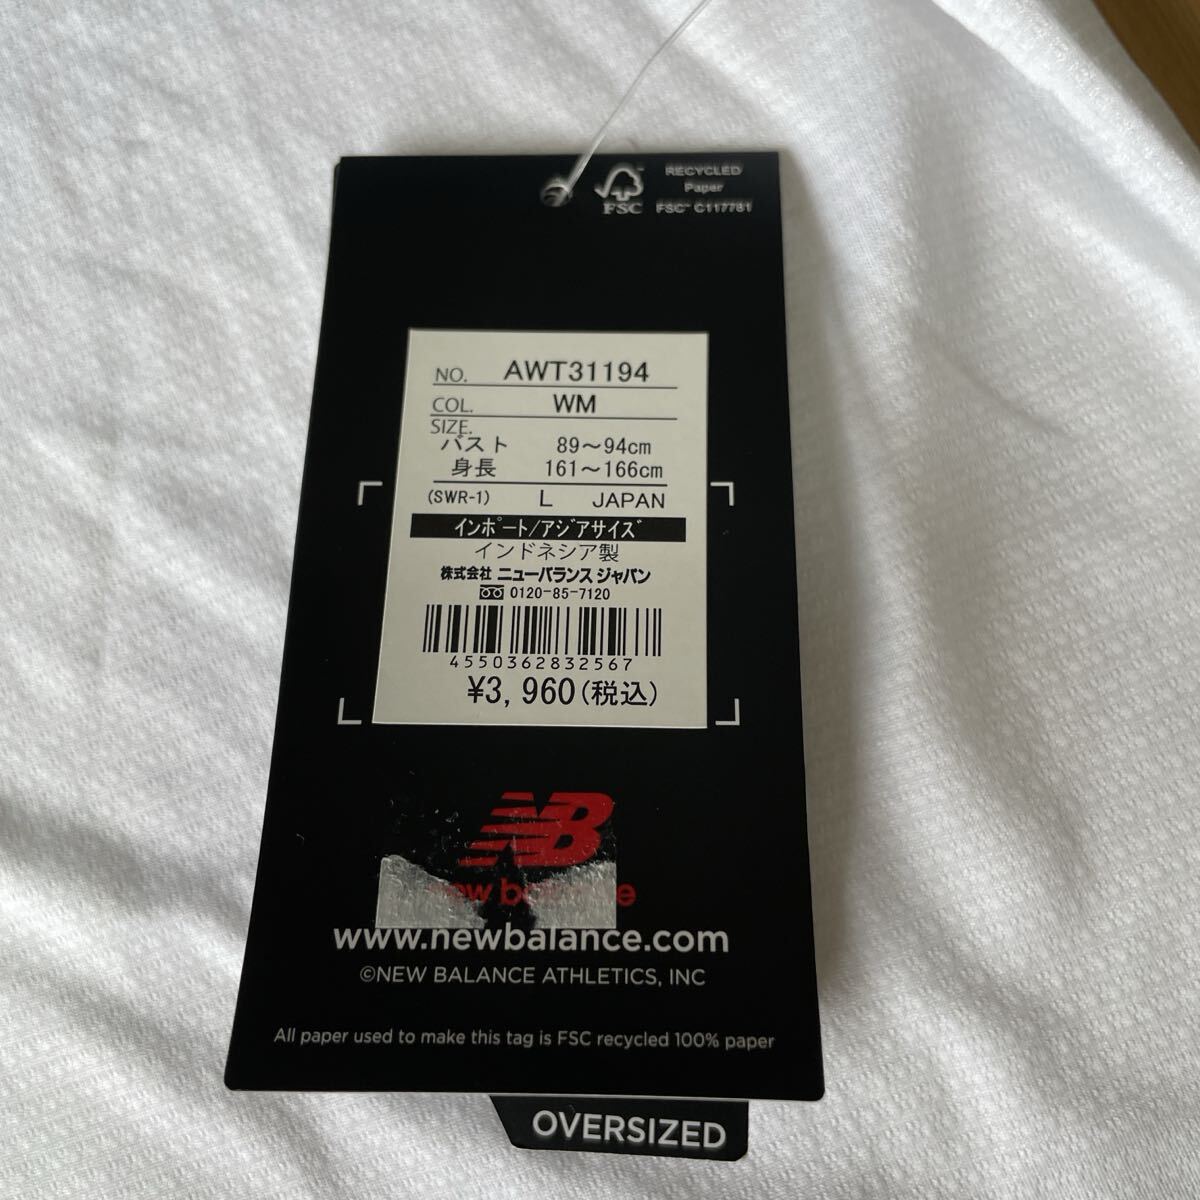 FSC™
RECYCLED
Paper
FSC™ C117781
NO. AWT31194
COL. WM
SIZE.
バスト 89～94cm
身長 161～166cm
(SWR-1) L JAPAN
インポート/アジアサイズ
インドネシア製
株式会社 ニューバランス ジャパン
0120-85-7120
4550362832567
¥3,960(税込)
NB
www.newbalance.com
©NEW BALANCE ATHLETICS, INC
All paper used to make this tag is FSC recycled 100% paper
OVERSIZED